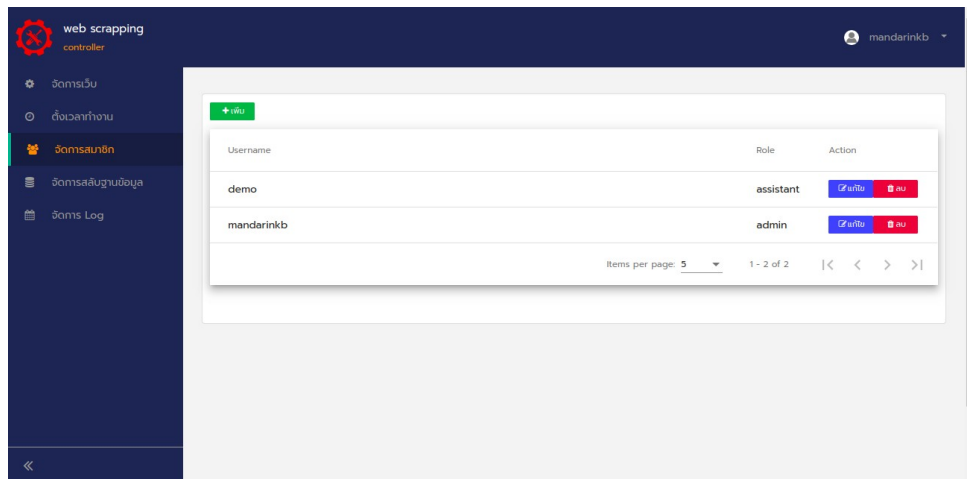 web scrapping
controller
mandarinkb
จัดการเว็บ
ตั้งเวลาทำงาน
จัดการสมาชิก
จัดการสลับฐานข้อมูล
จัดการ Log
+เพิ่ม
Username Role Action
demo assistant แก้ไข ลบ
mandarinkb admin แก้ไข ลบ
Items per page: 5 1 - 2 of 2